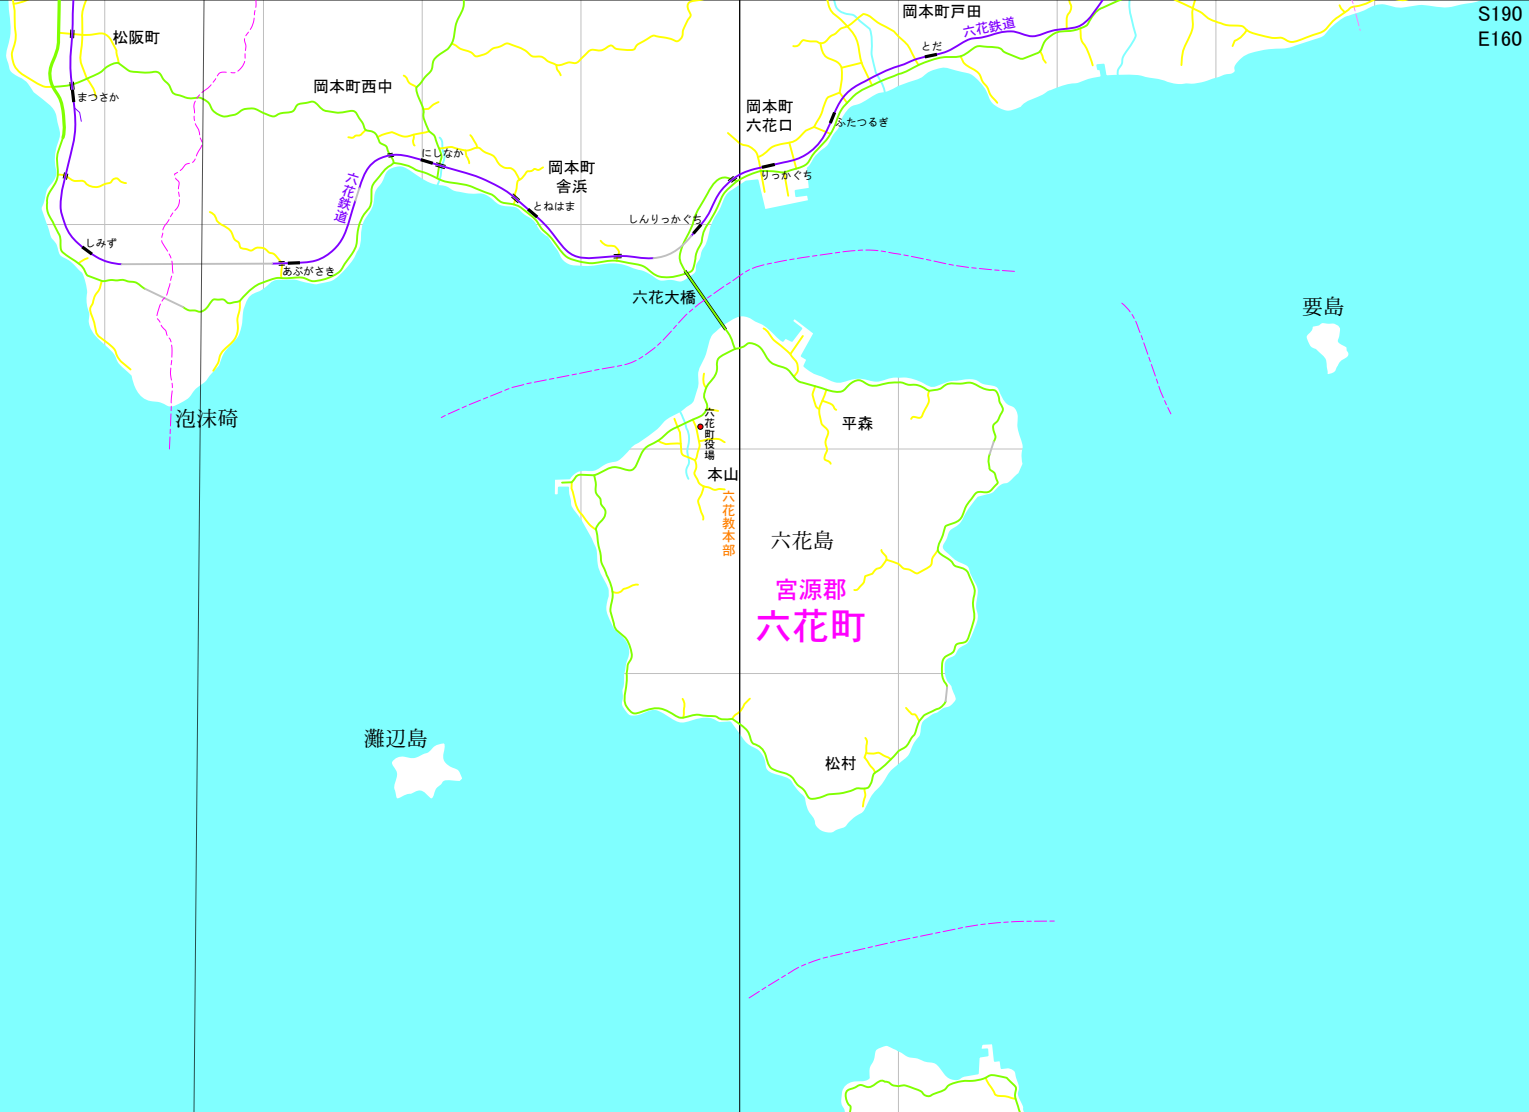 S190
E160
岡本町戸田
六花鉄道
とだ
松阪町
まつさか
岡本町西中
岡本町
六花口
ふたつるぎ
にしなか
岡本町
舎浜
りっかぐち
六花鉄道
とねはま
しんりっかぐち
しみず
あぶがさき
六花大橋
要島
泡沫碕
六花町役場
平森
本山
六花教本部
六花島
宮源郡
六花町
灘辺島
松村